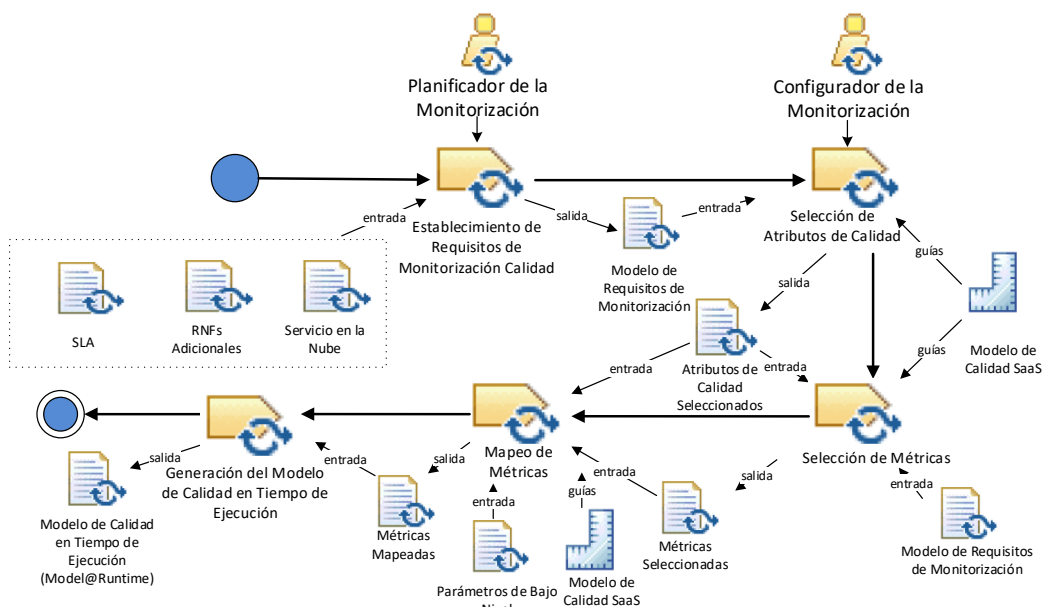 Planificador de la
Monitorización
Configurador de la
Monitorización
entrada
Establecimiento de
Requisitos de
Monitorización Calidad
salida
entrada
Modelo de
Requisitos de
Monitorización
Selección de
Atributos de Calidad
guías
salida
SLA
RNFs
Adicionales
Servicio en la
Nube
Modelo de
Calidad SaaS
guías
entrada
entrada
Atributos de
Calidad
Seleccionados
Generación del Modelo
de Calidad en Tiempo de
Ejecución
salida
entrada
Mapeo de
Métricas
salida
Selección de Métricas
entrada
salida
entrada
Modelo de Calidad
en Tiempo de
Ejecución
(Model@Runtime)
Métricas
Mapeadas
entrada
guías
Métricas
Seleccionadas
Modelo de Requisitos
de Monitorización
Parámetros de Bajo
Nivel
Modelo de
Calidad SaaS